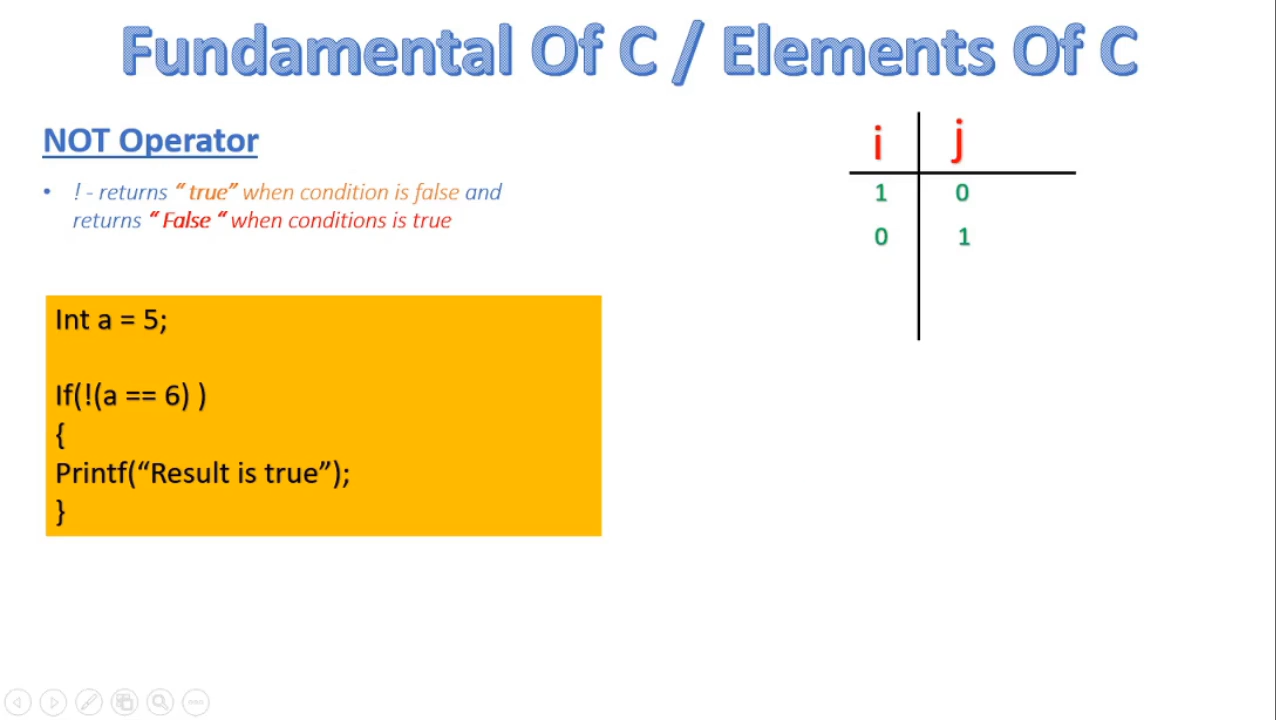 Fundamental Of C / Elements Of C
NOT Operator
• ! - returns “ true” when condition is false and
returns “ False “ when conditions is true
i j
1 0
0 1
Int a = 5;
If(!(a == 6) )
{
Printf(“Result is true”);
}